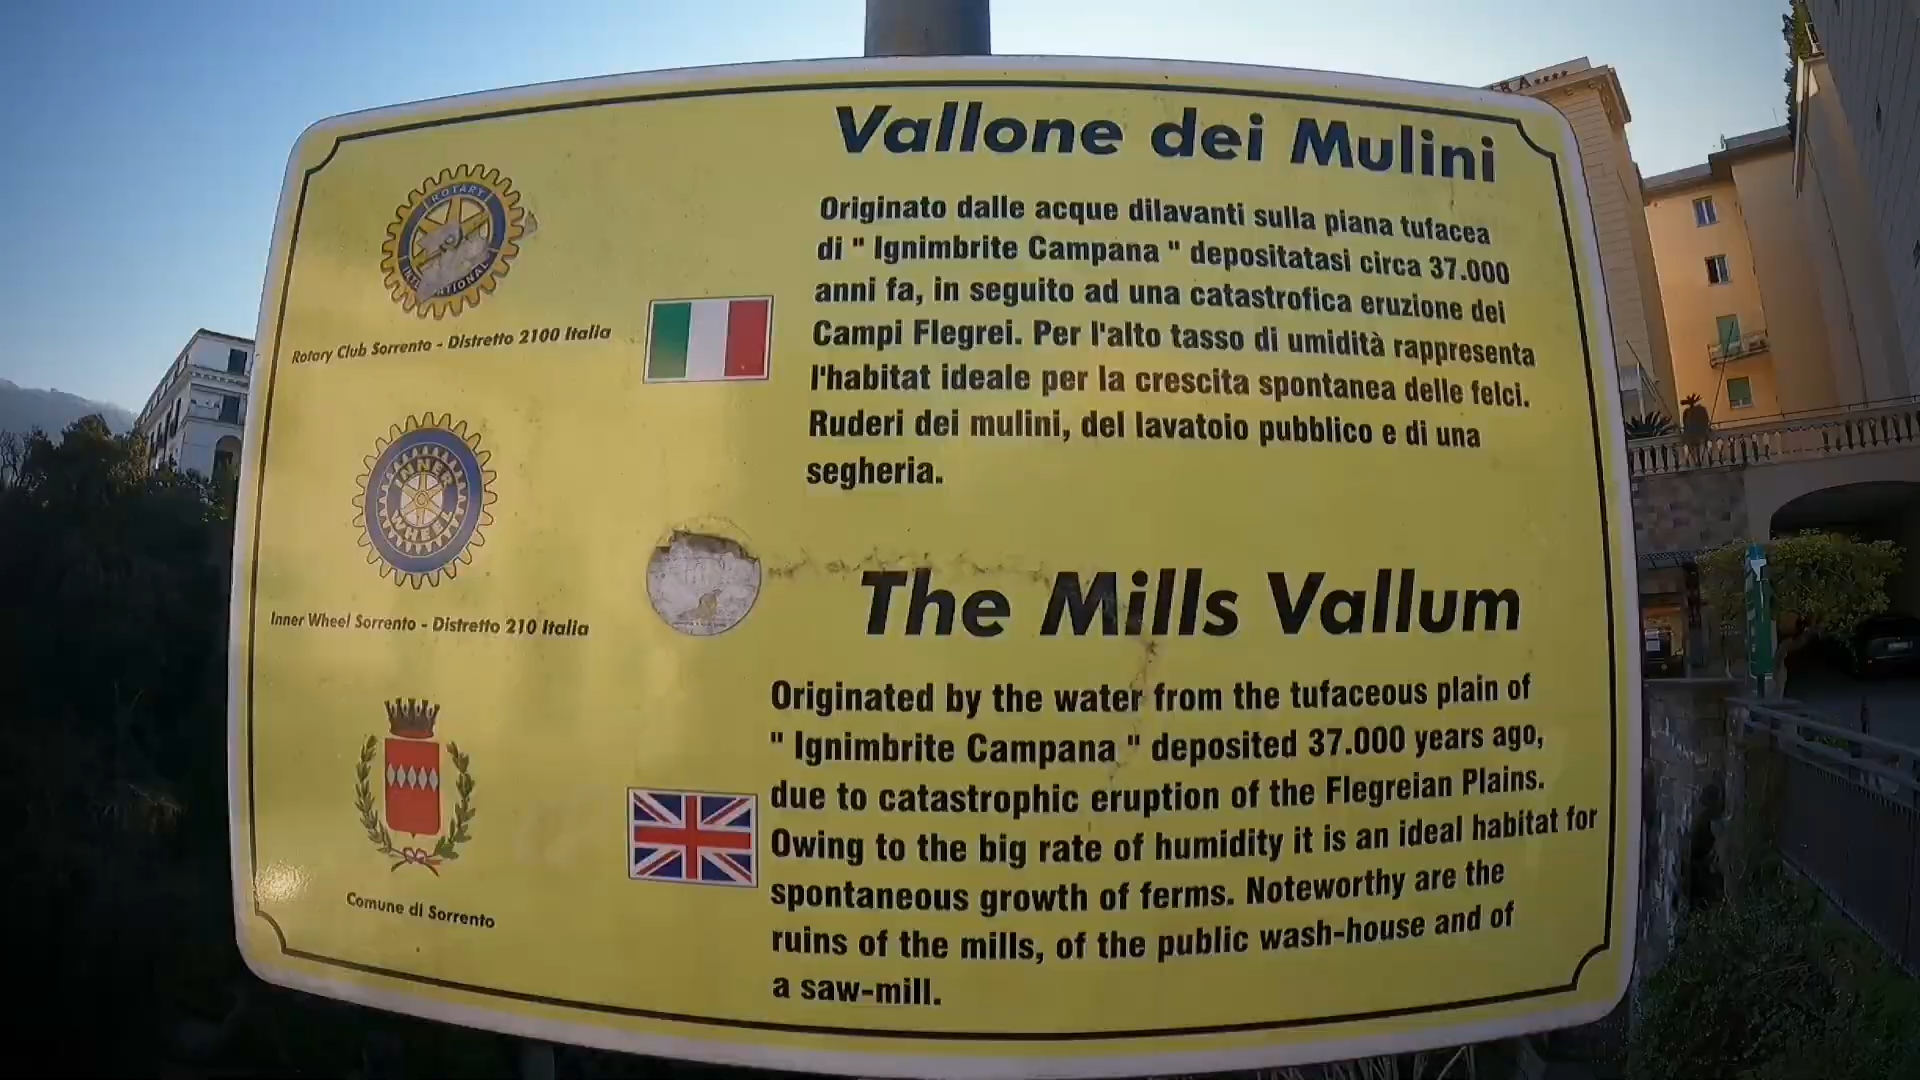 RA****
Vallone dei Mulini
ROTARY
INTERNATIONAL
Rotary Club Sorrento - Distretto 2100 Italia
Originato dalle acque dilavanti sulla piana tufacea
di " Ignimbrite Campana " depositatasi circa 37.000
anni fa, in seguito ad una catastrofica eruzione dei
Campi Flegrei. Per l'alto tasso di umidità rappresenta
l'habitat ideale per la crescita spontanea delle felci.
Ruderi dei mulini, del lavatoio pubblico e di una
segheria.
INNER
WHEEL
Inner Wheel Sorrento - Distretto 210 Italia
The Mills Vallum
Originated by the water from the tufaceous plain of
" Ignimbrite Campana " deposited 37.000 years ago,
due to catastrophic eruption of the Flegreian Plains.
Owing to the big rate of humidity it is an ideal habitat for
spontaneous growth of ferms. Noteworthy are the
ruins of the mills, of the public wash-house and of
a saw-mill.
Comune di Sorrento